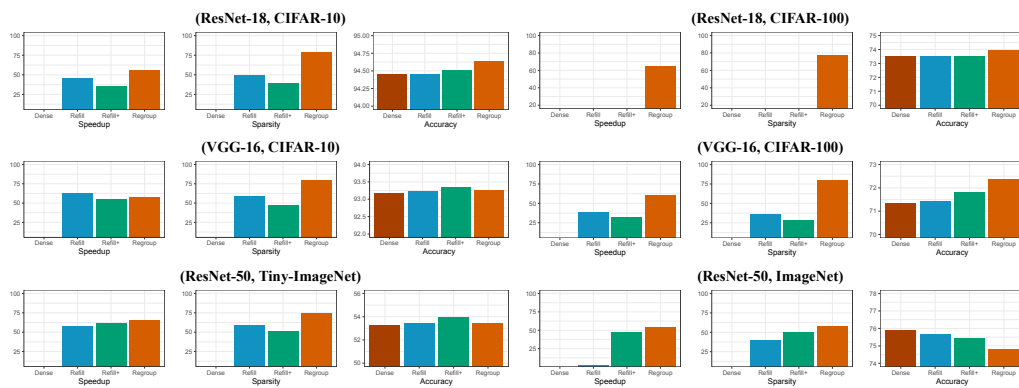 (ResNet-18, CIFAR-10)
100
75
50
25
Dense Refill Refill+ Regroup
Speedup
100
75
50
25
Dense Refill Refill+ Regroup
Sparsity
95.00
94.75
94.50
94.25
94.00
Dense Refill Refill+ Regroup
Accuracy
(ResNet-18, CIFAR-100)
100
80
60
40
20
Dense Refill Refill+ Regroup
Speedup
100
80
60
40
20
Dense Refill Refill+ Regroup
Sparsity
75
74
73
72
71
70
Dense Refill Refill+ Regroup
Accuracy
(VGG-16, CIFAR-10)
100
75
50
25
Dense Refill Refill+ Regroup
Speedup
100
75
50
25
Dense Refill Refill+ Regroup
Sparsity
94.0
93.5
93.0
92.5
92.0
Dense Refill Refill+ Regroup
Accuracy
(VGG-16, CIFAR-100)
100
75
50
25
Dense Refill Refill+ Regroup
Speedup
100
75
50
25
Dense Refill Refill+ Regroup
Sparsity
73
72
71
70
Dense Refill Refill+ Regroup
Accuracy
(ResNet-50, Tiny-ImageNet)
100
75
50
25
Dense Refill Refill+ Regroup
Speedup
100
75
50
25
Dense Refill Refill+ Regroup
Sparsity
56
54
52
50
Dense Refill Refill+ Regroup
Accuracy
(ResNet-50, ImageNet)
100
75
50
25
Dense Refill Refill+ Regroup
Speedup
100
75
50
25
Dense Refill Refill+ Regroup
Sparsity
78
77
76
75
74
Dense Refill Refill+ Regroup
Accuracy